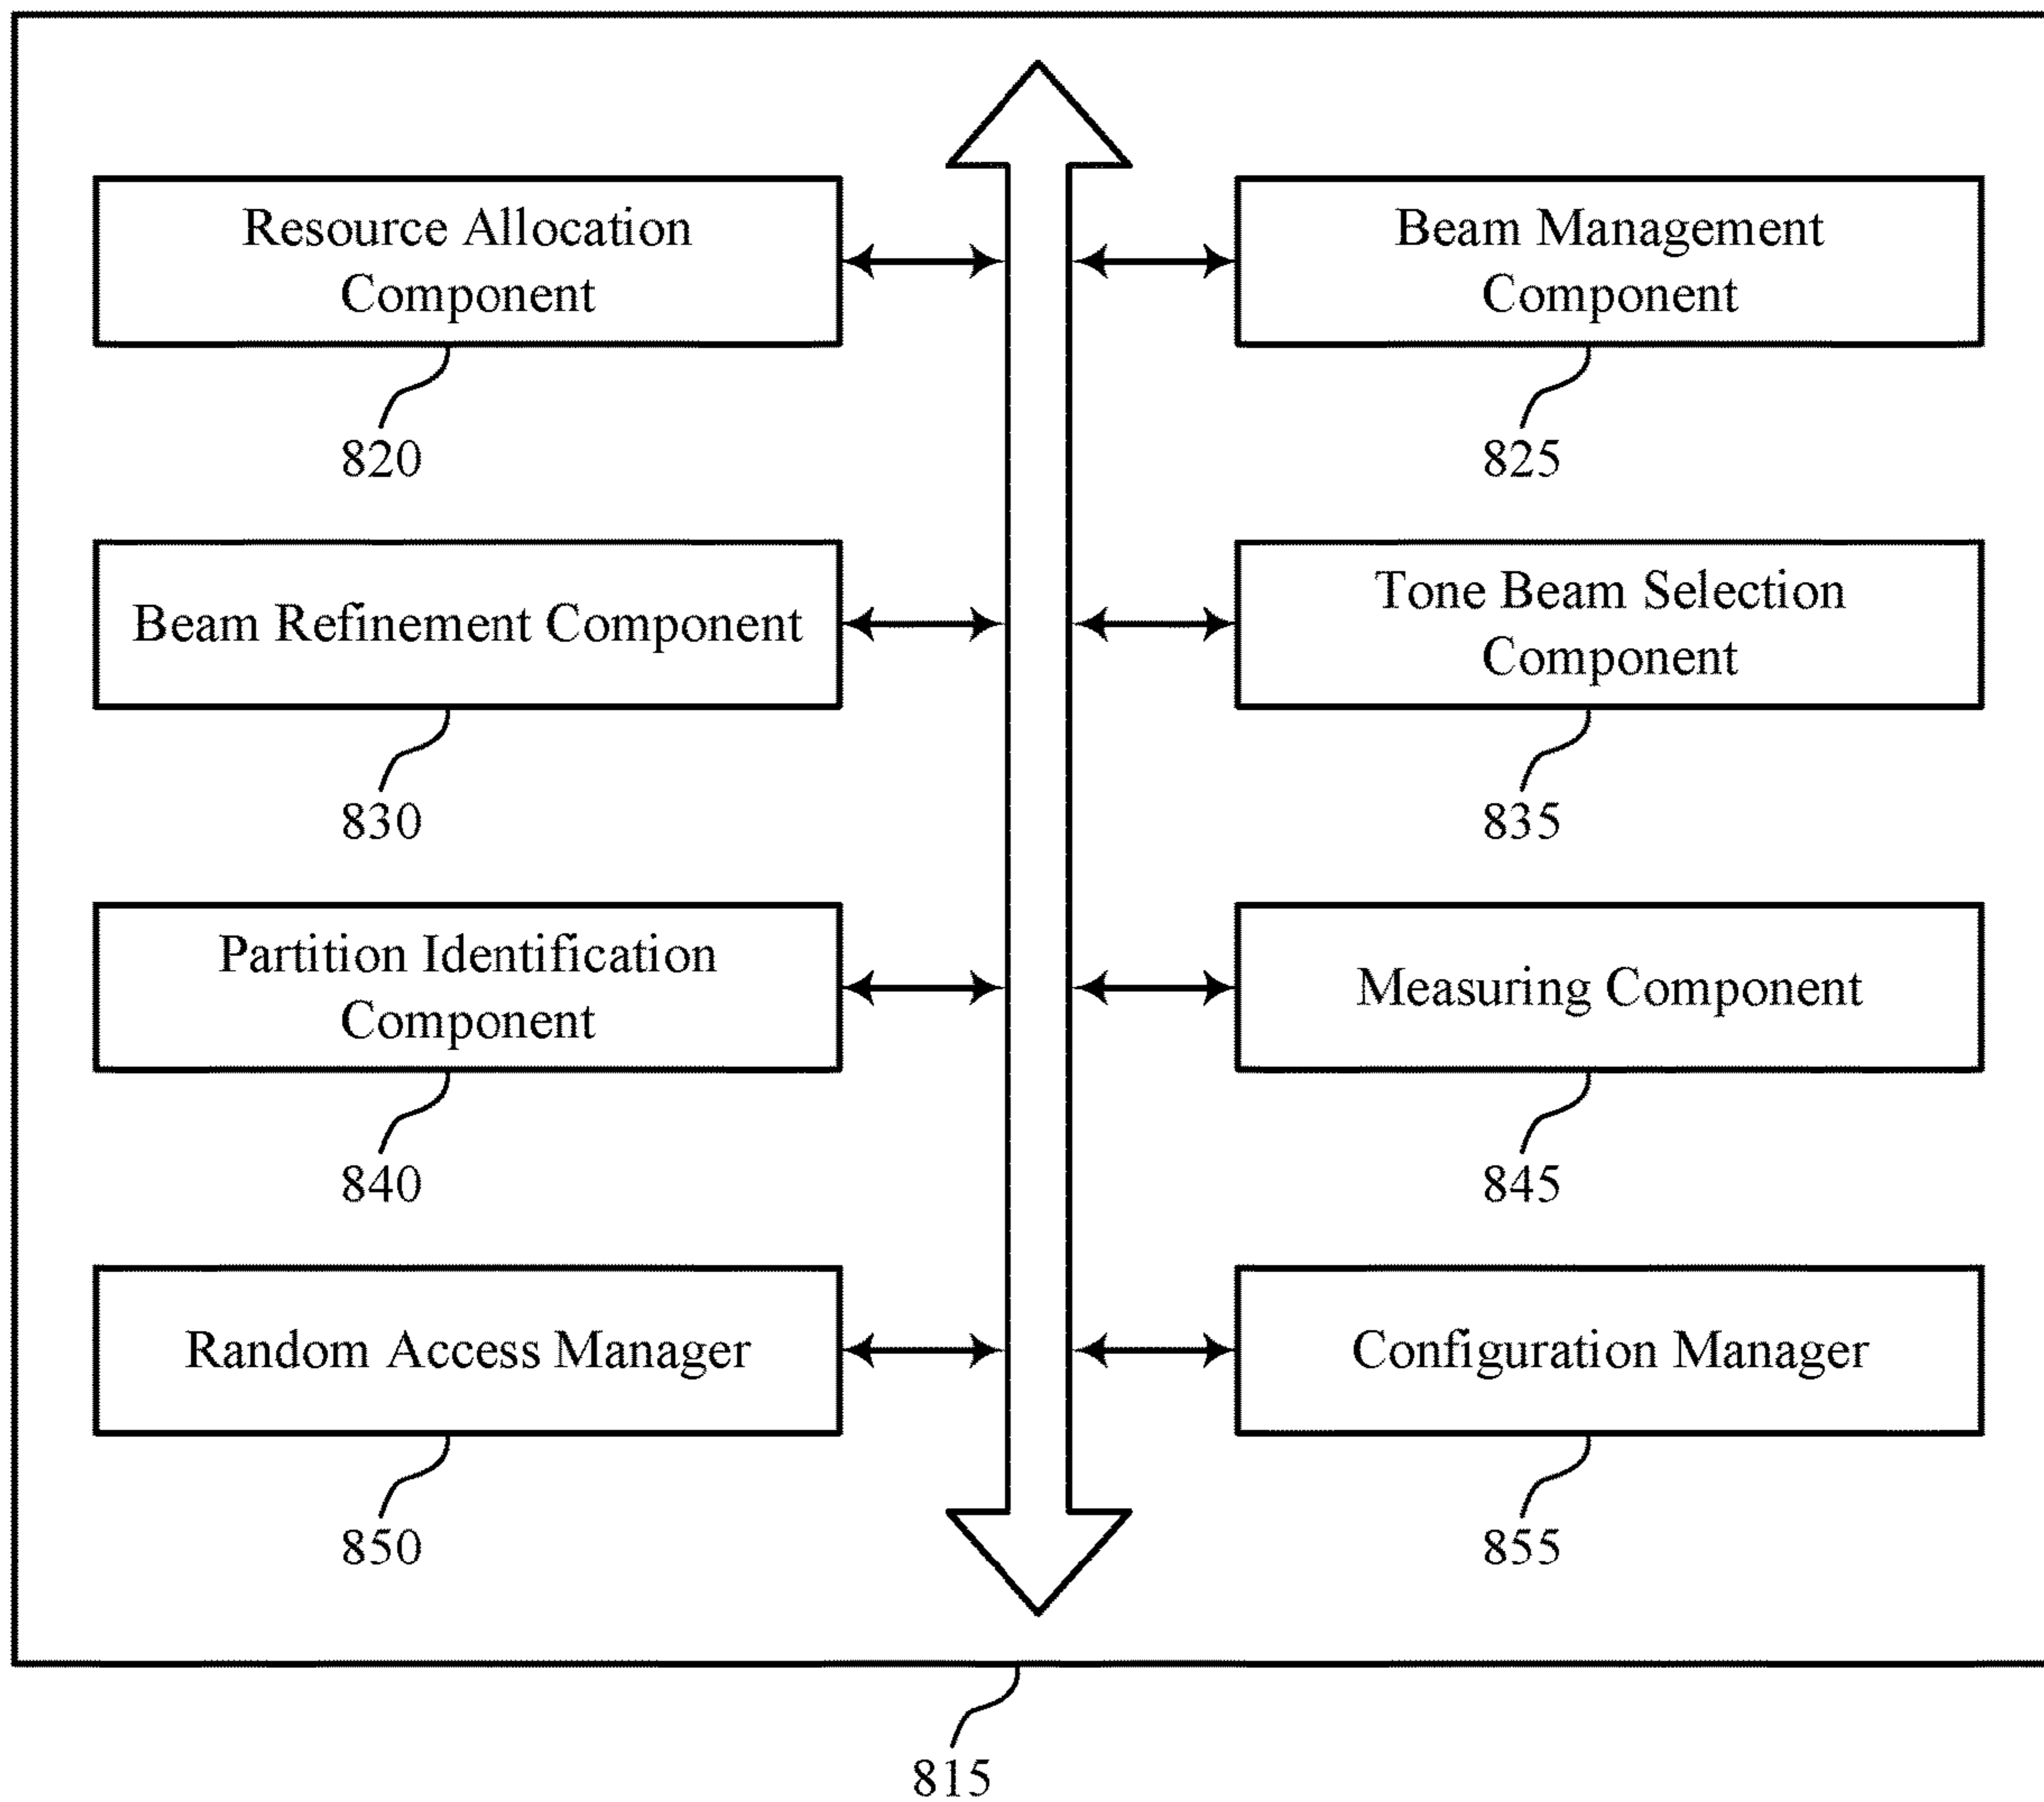 Resource Allocation
Component
820
Beam Management
Component
825
Beam Refinement Component
830
Tone Beam Selection
Component
835
Partition Identification
Component
840
Measuring Component
845
Random Access Manager
850
Configuration Manager
855
815